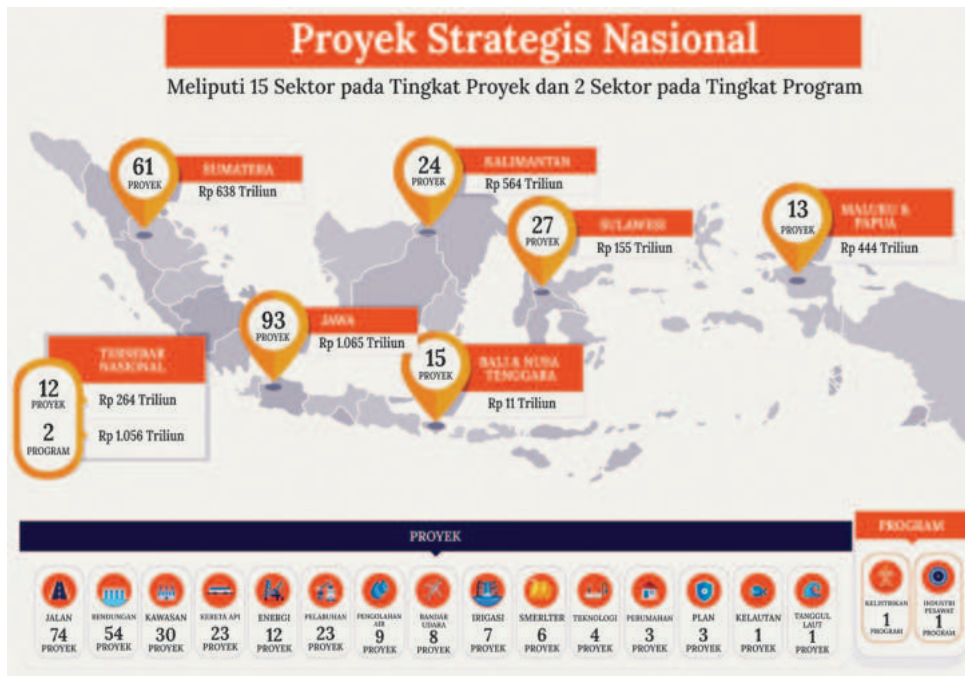 Proyek Strategis Nasional
Meliputi 15 Sektor pada Tingkat Proyek dan 2 Sektor pada Tingkat Program
61
PROYEK
SUMATERA
Rp 638 Triliun
24
PROYEK
KALIMANTAN
Rp 564 Triliun
27
PROYEK
SULAWESI
Rp 155 Triliun
13
PROYEK
MALUKU &
PAPUA
Rp 444 Triliun
93
PROYEK
JAWA
Rp 1.065 Triliun
15
PROYEK
BALI & NUSA
TENGGARA
Rp 11 Triliun
TERSEBAR
NASIONAL
12
PROYEK
Rp 264 Triliun
2
PROGRAM
Rp 1.056 Triliun
PROYEK
JALAN
74
PROYEK
BENDUNGAN
54
PROYEK
KAWASAN
30
PROYEK
KERETA API
23
PROYEK
ENERGI
12
PROYEK
PELABUHAN
23
PROYEK
PENGOLAHAN
AIR
9
PROYEK
BANDAR
UDARA
8
PROYEK
IRIGASI
7
PROYEK
SMERLTER
6
PROYEK
TEKNOLOGI
4
PROYEK
PERUMAHAN
3
PROYEK
PLAN
3
PROYEK
KELAUTAN
1
PROYEK
TANGGUL
LAUT
1
PROYEK
PROGRAM
KELISTRIKAN
1
PROGRAM
INDUSTRI
PESAWAT
1
PROGRAM